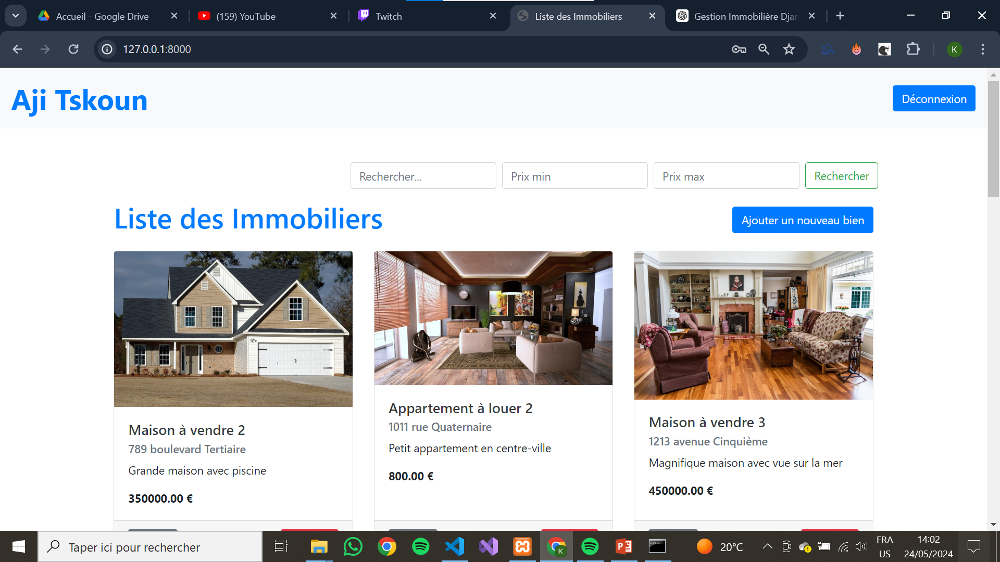 Accueil - Google Drive
(159) YouTube
Twitch
Liste des Immobiliers
Gestion Immobilière Djan
127.0.0.1:8000
K
Aji Tskoun
Déconnexion
Rechercher...
Prix min
Prix max
Rechercher
Liste des Immobiliers
Ajouter un nouveau bien
Maison à vendre 2
789 boulevard Tertiaire
Grande maison avec piscine
350000.00 €
Appartement à louer 2
1011 rue Quaternaire
Petit appartement en centre-ville
800.00 €
Maison à vendre 3
1213 avenue Cinquième
Magnifique maison avec vue sur la mer
450000.00 €
Taper ici pour rechercher
K
20°C
FRA
US
14:02
24/05/2024